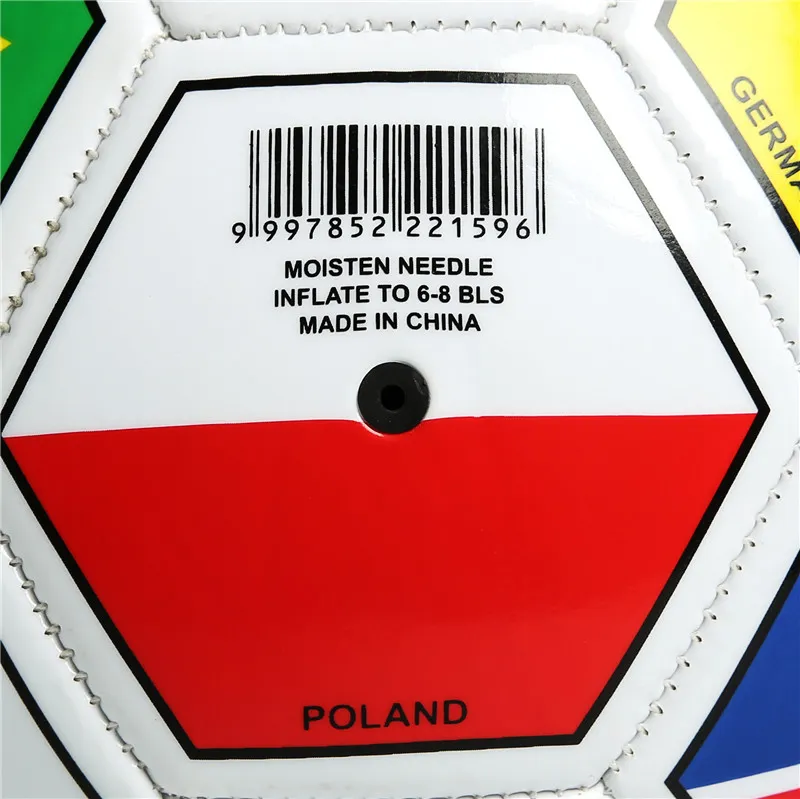 GERMA
9 997852 221596
MOISTEN NEEDLE
INFLATE TO 6-8 BLS
MADE IN CHINA
POLAND